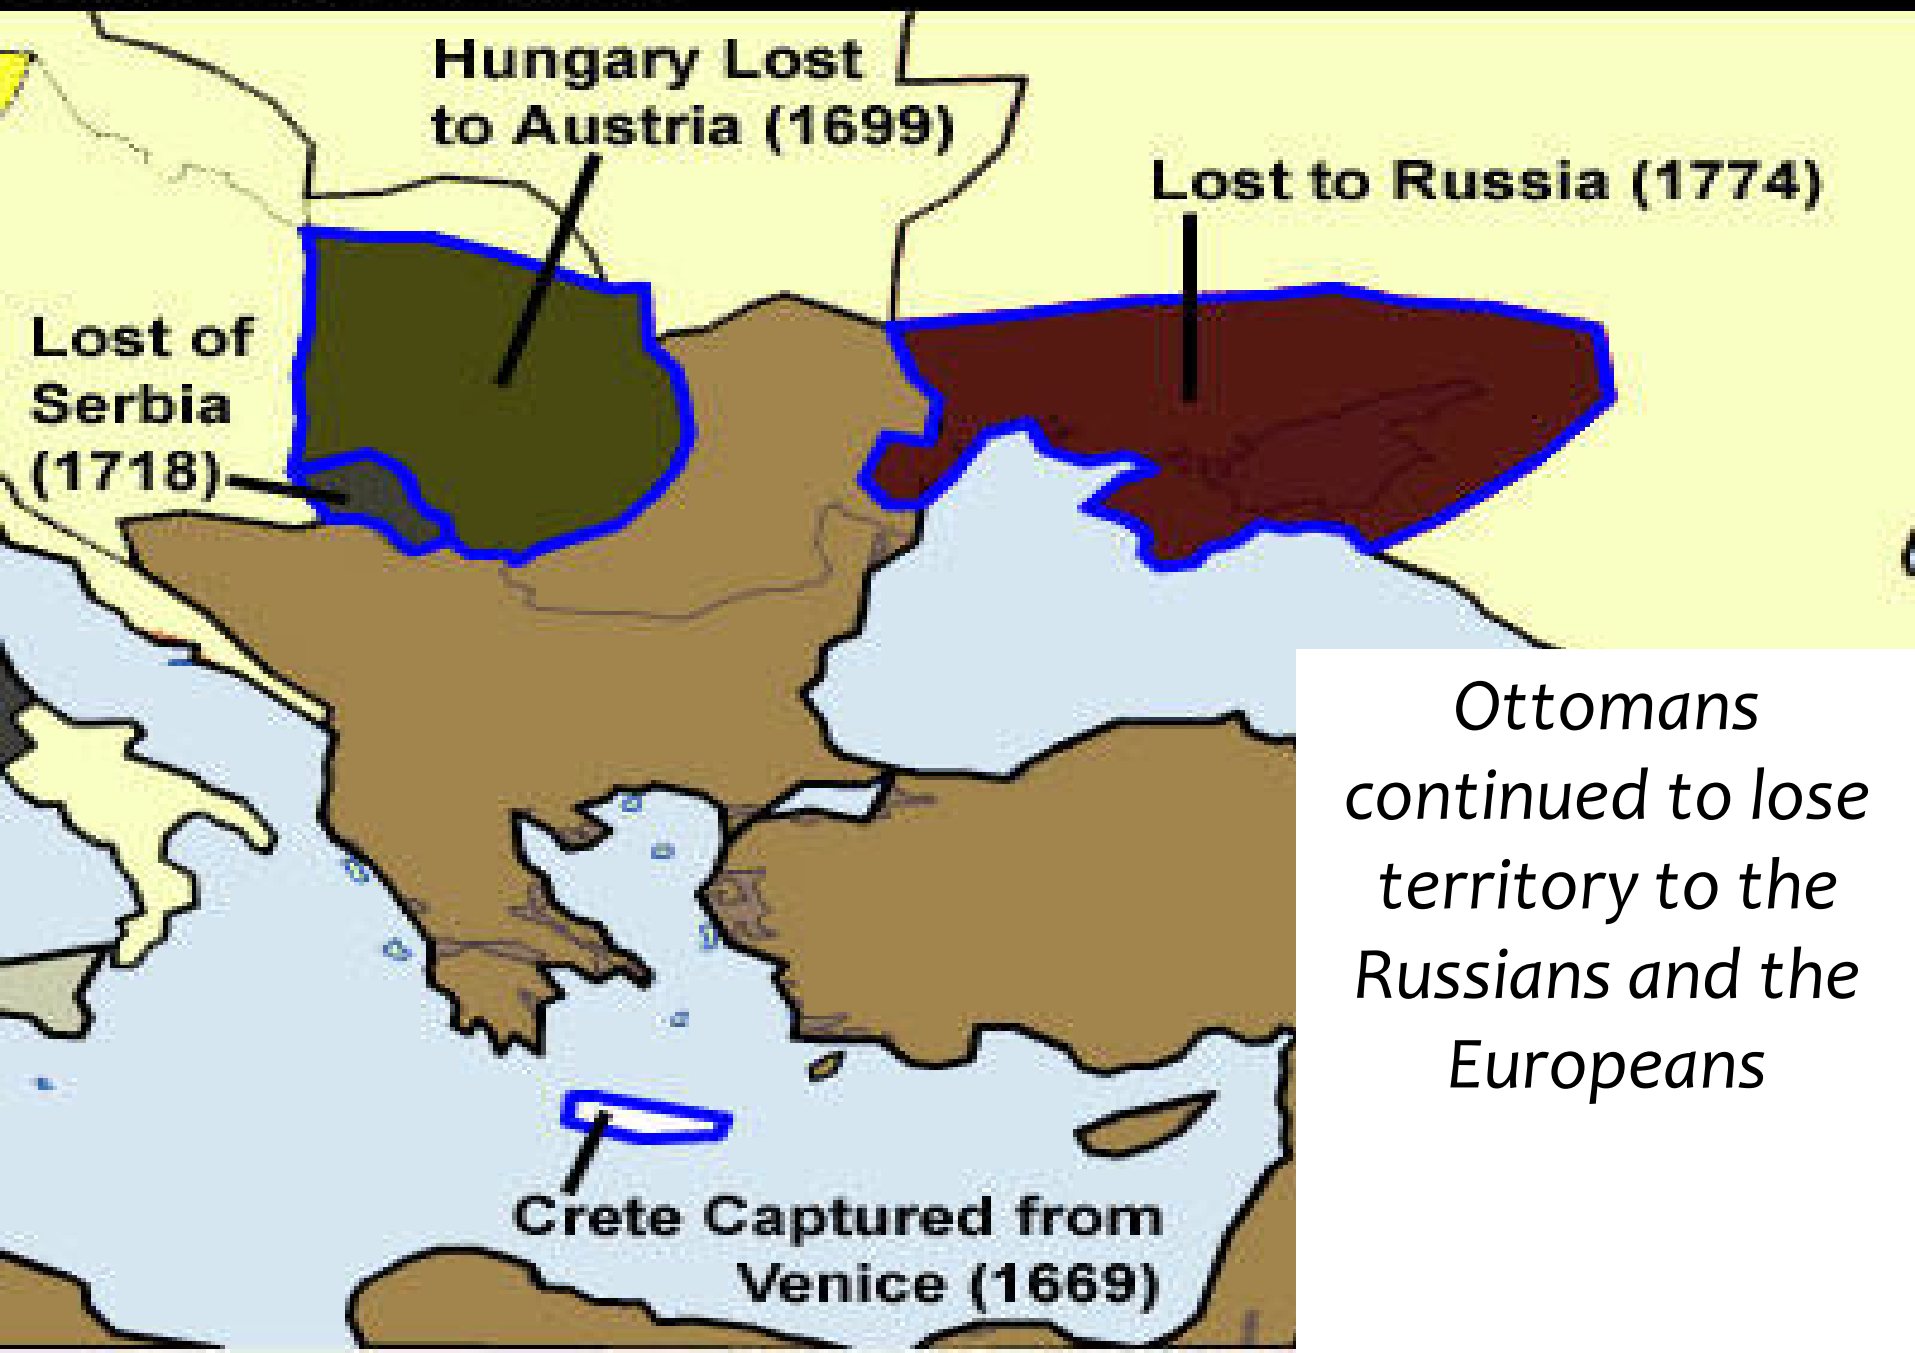 Hungary Lost
to Austria (1699)
Lost to Russia (1774)
Lost of
Serbia
(1718)
Ottomans
continued to lose
territory to the
Russians and the
Europeans
Crete Captured from
Venice (1669)